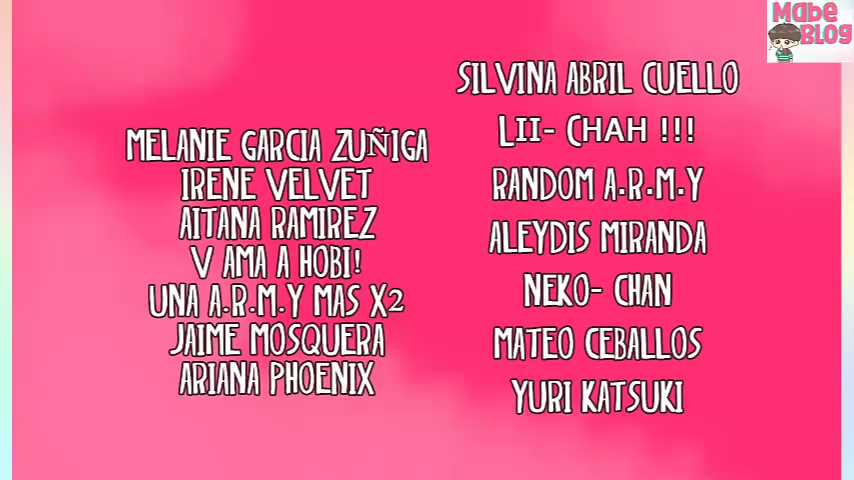 MaBe
BLOG
MELANIE GARCIA ZUÑIGA
IRENE VELVET
AITANA RAMIREZ
V AMA A HOBI!
UNA A.R.M.Y MAS X2
JAIME MOSQUERA
ARIANA PHOENIX
SILVINA ABRIL CUELLO
LII- CHAH !!!
RANDOM A.R.M.Y
ALEYDIS MIRANDA
NEKO- CHAN
MATEO CEBALLOS
YURI KATSUKI